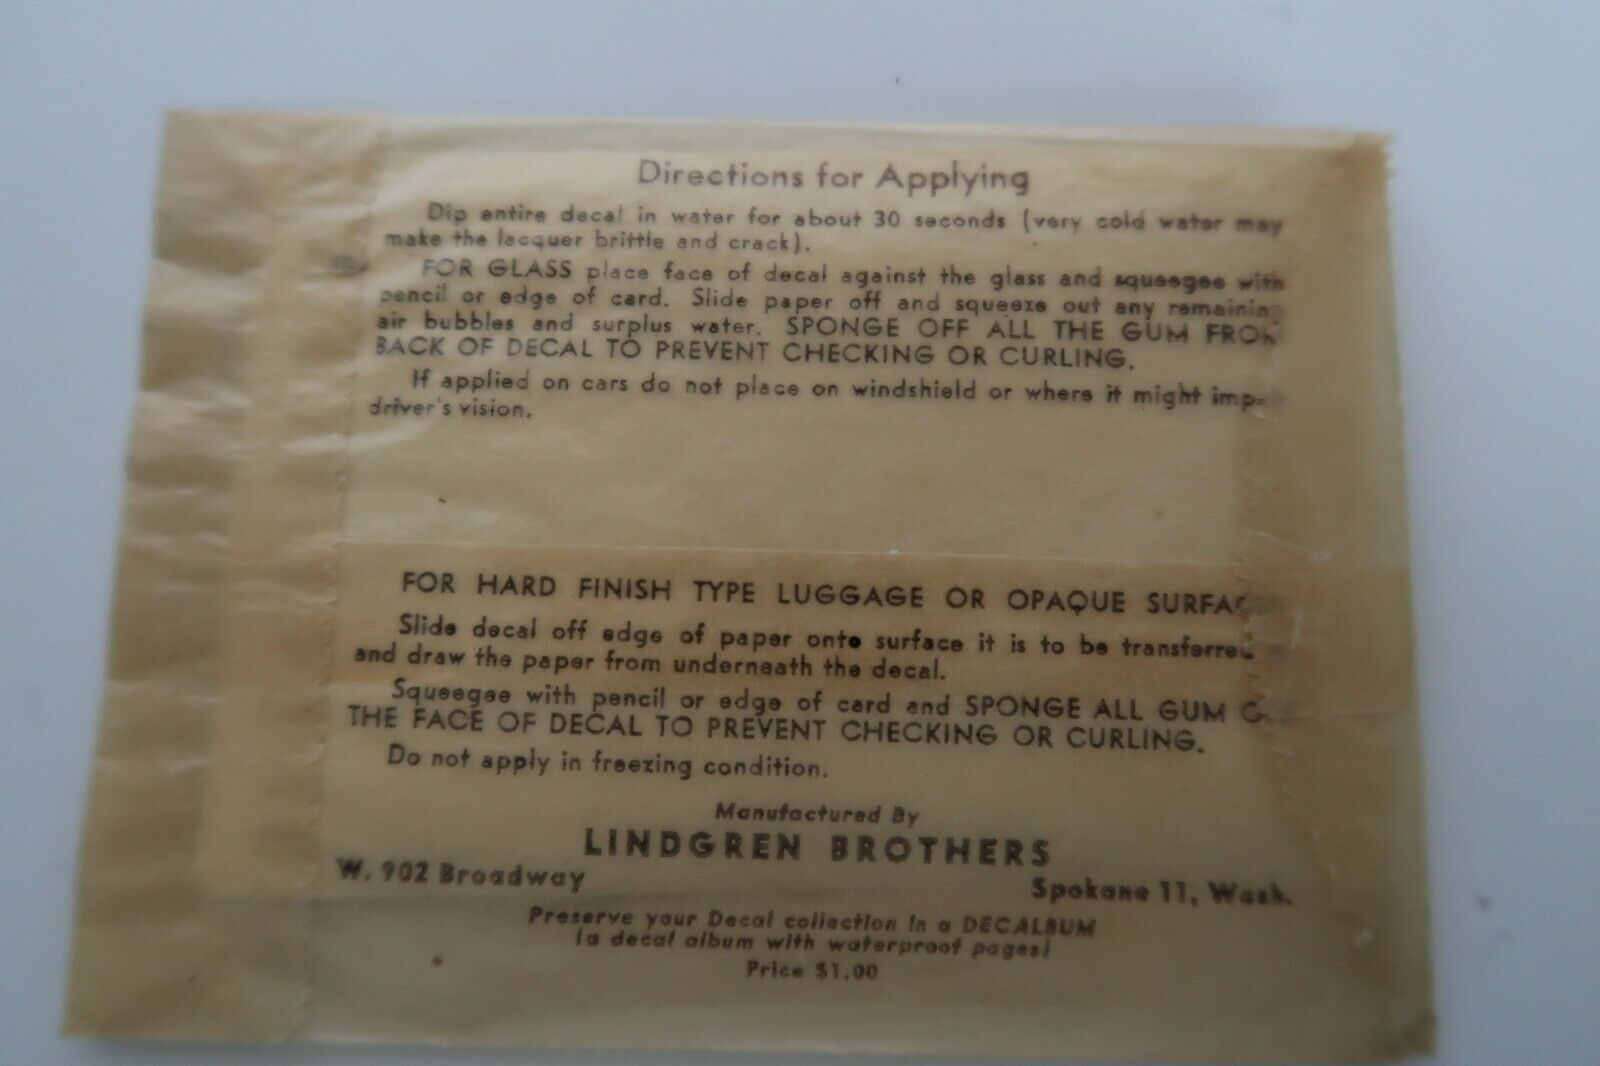 Directions for Applying
Dip entire decal in water for about 30 seconds (very cold water may
make the lacquer brittle and crack).
FOR GLASS place face of decal against the glass and squeegee with
pencil or edge of card. Slide paper off and squeeze out any remaining
air bubbles and surplus water. SPONGE OFF ALL THE GUM FROM
BACK OF DECAL TO PREVENT CHECKING OR CURLING.
If applied on cars do not place on windshield or where it might
driver's vision.
FOR HARD FINISH TYPE LUGGAGE OR OPAQUE
Slide decal off edge of paper onto surface it is to be transferred
and draw the paper from underneath the decal.
Squeegee with pencil or edge of card and SPONGE ALL GUM
THE FACE OF DECAL TO PREVENT CHECKING OR CURLING.
Do not apply in freezing condition.
Manufactured By
LINDGREN BROTHERS
W. 902 Broadway Spokane 11, Wash.
Preserve your Decal collection in a DECALBUM
(a decal album with waterproof pages)
Price $1.00